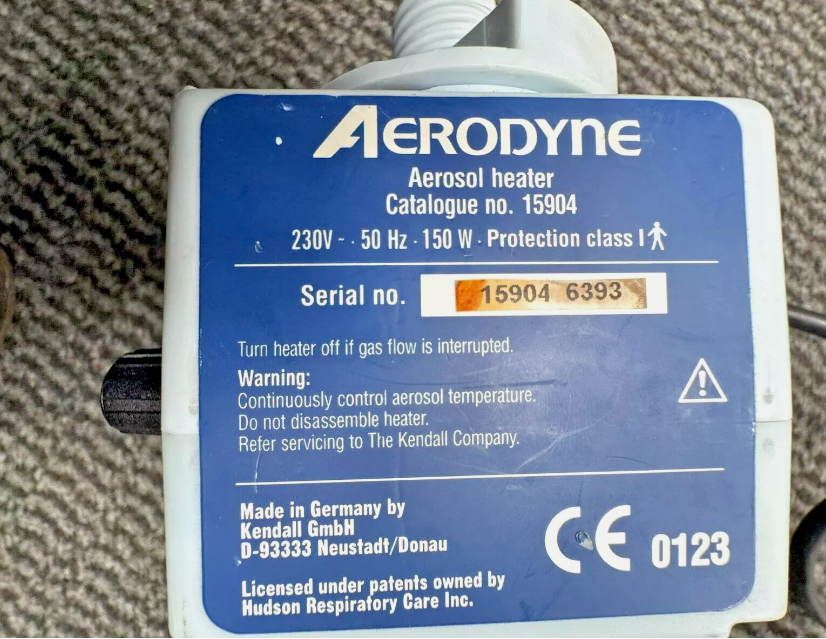 AERODYNE
Aerosol heater
Catalogue no. 15904
230V ~ · 50 Hz · 150 W · Protection class I
Serial no. 15904 6393
Turn heater off if gas flow is interrupted.
Warning:
Continuously control aerosol temperature.
Do not disassemble heater.
Refer servicing to The Kendall Company.
Made in Germany by
Kendall GmbH
D-93333 Neustadt/Donau
CE 0123
Licensed under patents owned by
Hudson Respiratory Care Inc.